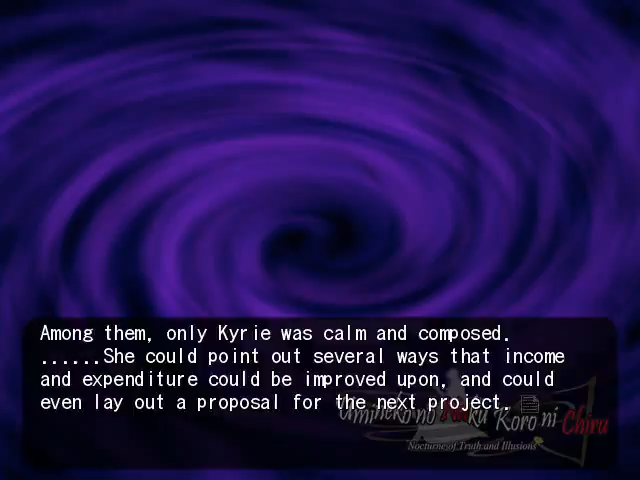 Among them, only Kyrie was calm and composed.
......She could point out several ways that income
and expenditure could be improved upon, and could
even lay out a proposal for the next project.
Umineko no Naku Koro ni Chiru
Nocturne of Truth and Illusions